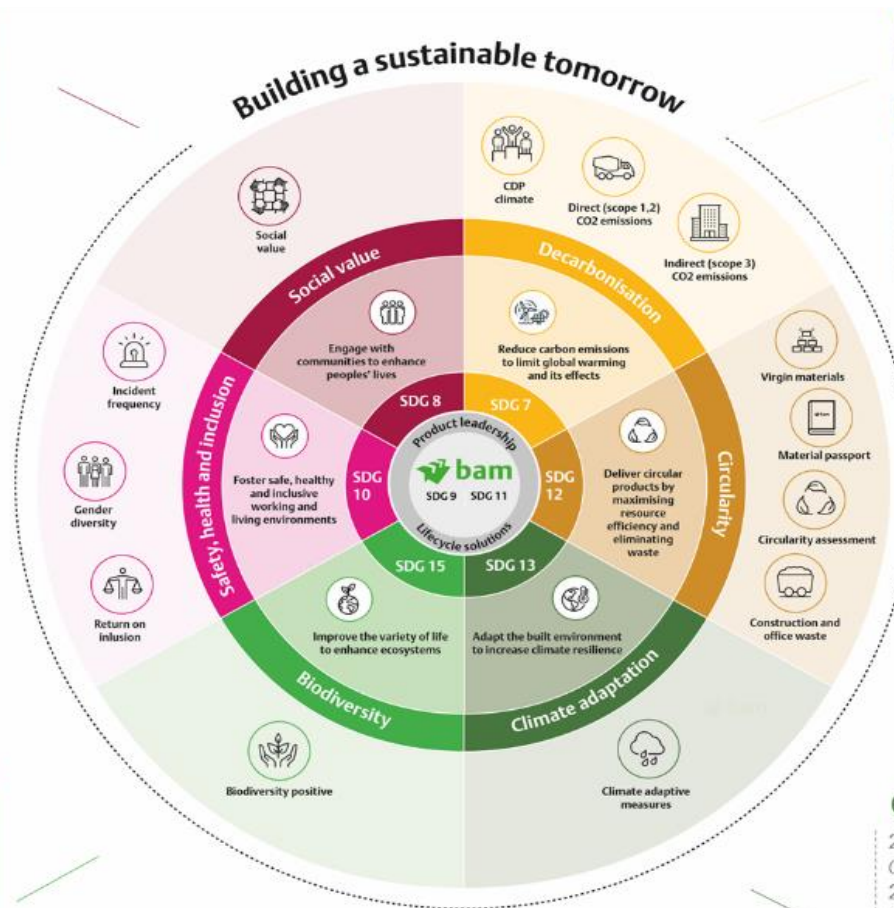 Building a sustainable tomorrow
CDP
climate
Direct (scope 1,2)
CO2 emissions
Indirect (scope 3)
CO2 emissions
Social
value
Social value
Decarbonisation
Engage with
communities to enhance
peoples' lives
Reduce carbon emissions
to limit global warming
and its effects
Incident
frequency
Gender
diversity
Return on
inlusion
Safety, health and inclusion
Foster safe, healthy
and inclusive
working and
living environments
SDG 8
SDG 7
SDG
10
SDG
12
SDG 15
SDG 13
Product leadership
bam
SDG 9 SDG 11
Lifecycle solutions
Deliver circular
products by
maximising
resource
efficiency and
eliminating
waste
Circularity
Virgin materials
Material passport
Circularity assessment
Construction and
office waste
Improve the variety of life
to enhance ecosystems
Adapt the built environment
to increase climate resilience
Biodiversity
Climate adaptation
Biodiversity positive
Climate adaptive
measures